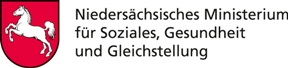 Niedersächsisches Ministerium
für Soziales, Gesundheit
und Gleichstellung